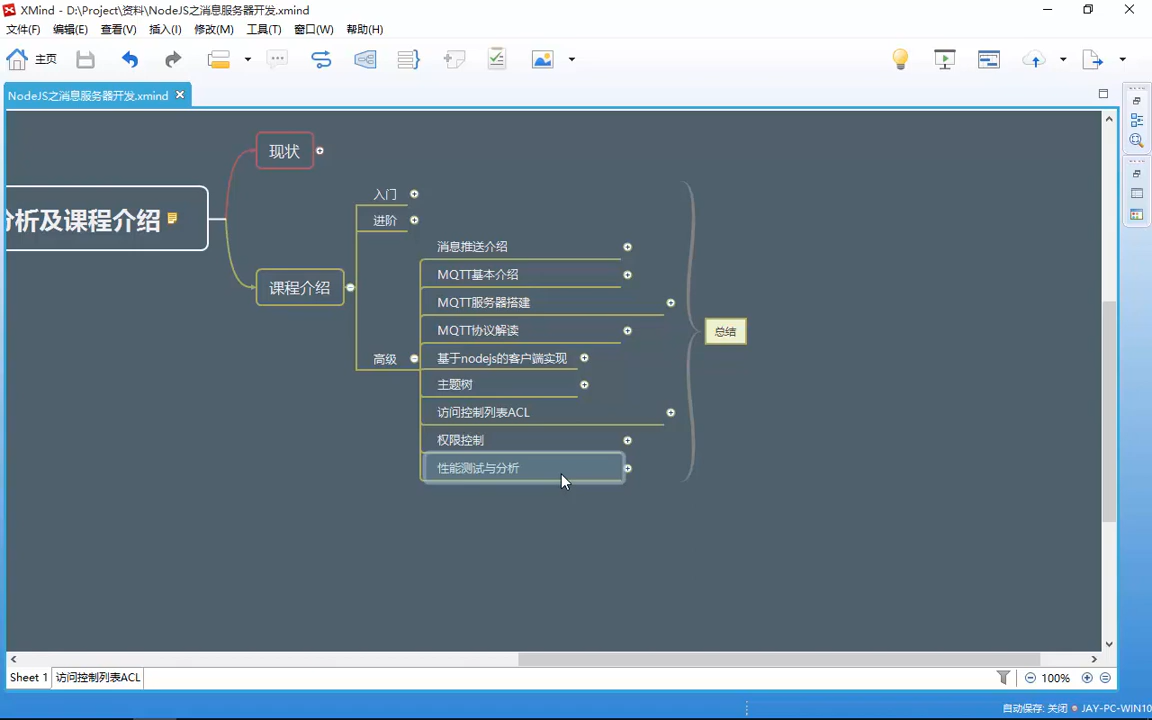 XMind - D:\Project\资料\NodeJS之消息服务器开发.xmind
文件(F) 编辑(E) 查看(V) 插入(I) 修改(M) 工具(T) 窗口(W) 帮助(H)
主页
NodeJS之消息服务器开发.xmind
现状
析及课程介绍
课程介绍
入门
进阶
高级
消息推送介绍
MQTT基本介绍
MQTT服务器搭建
MQTT协议解读
基于nodejs的客户端实现
主题树
访问控制列表ACL
权限控制
性能测试与分析
总结
Sheet 1 访问控制列表ACL
100%
自动保存: 关闭 JAY-PC-WIN10